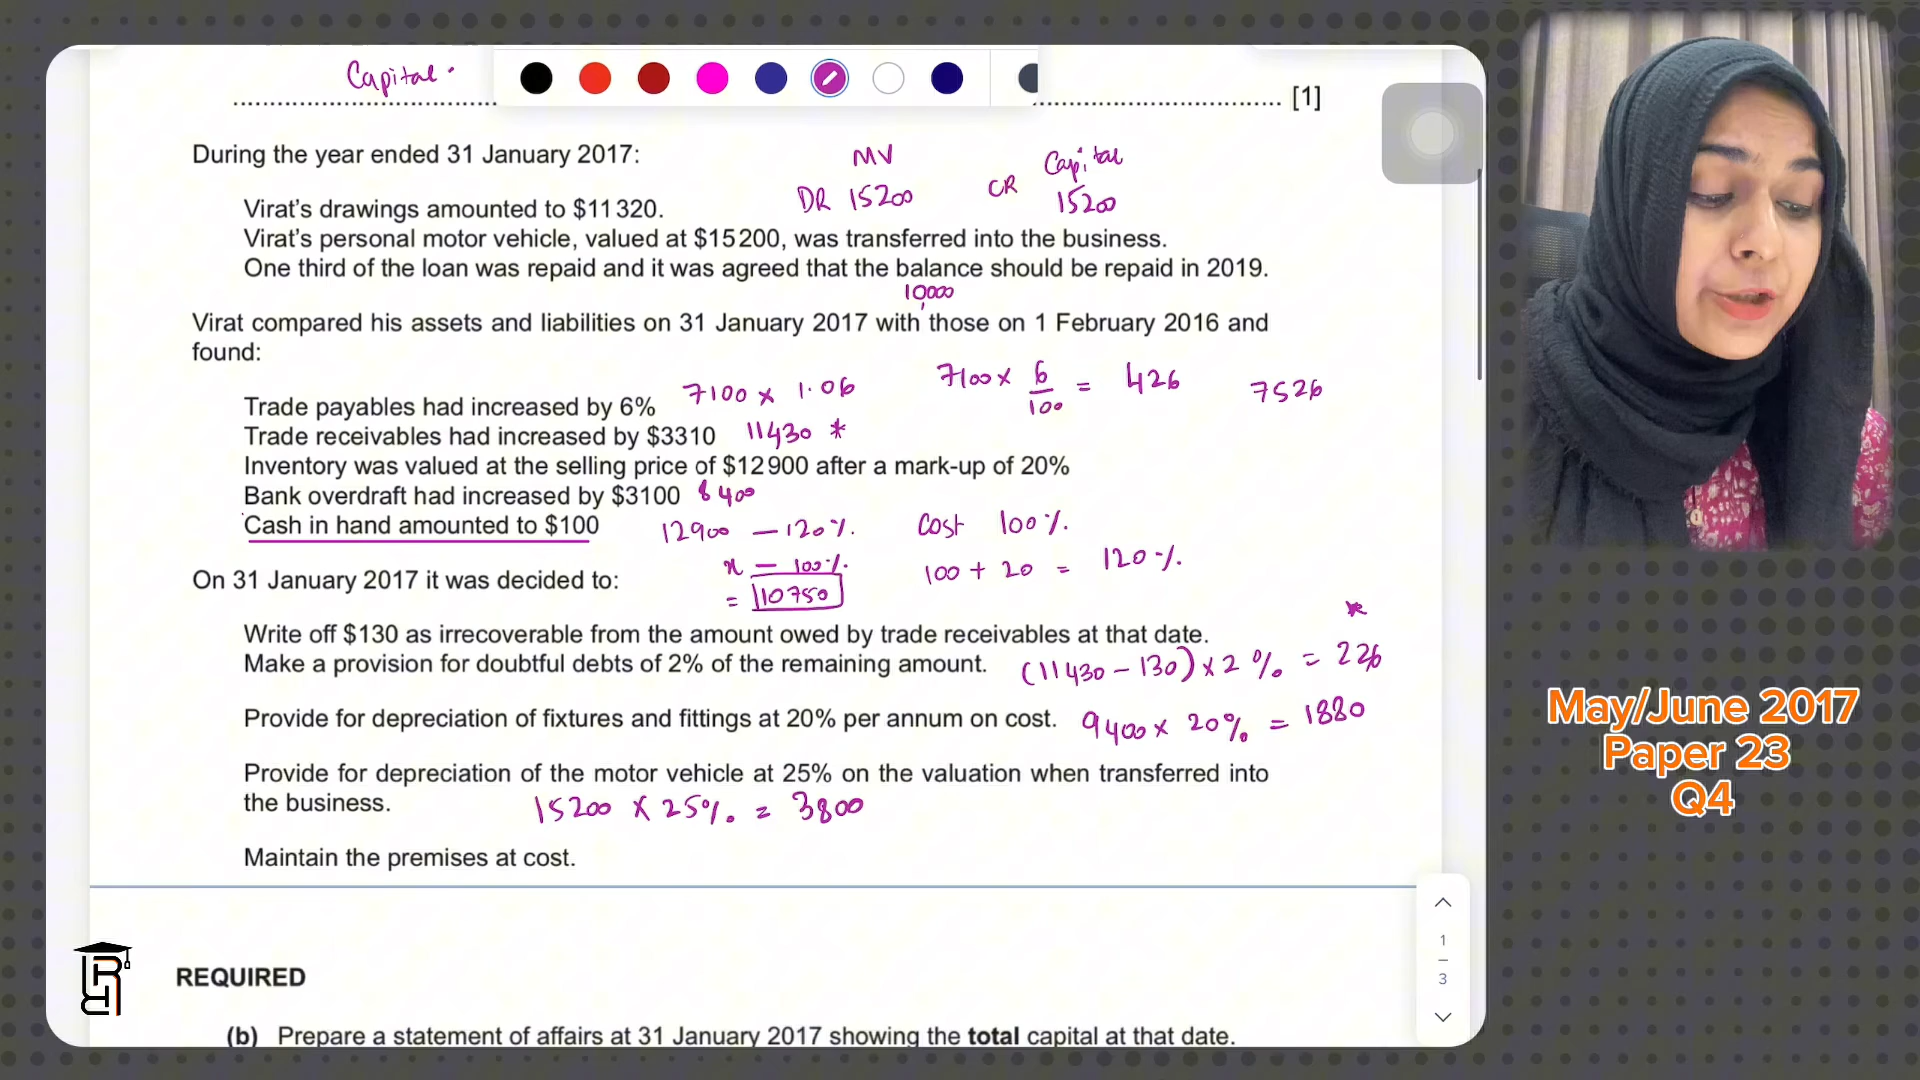 Capital.
[1]
During the year ended 31 January 2017:
MV
Capital
DR 15200
CR 15200
Virat's drawings amounted to $11 320.
Virat's personal motor vehicle, valued at $15 200, was transferred into the business.
One third of the loan was repaid and it was agreed that the balance should be repaid in 2019.
10,000
Virat compared his assets and liabilities on 31 January 2017 with those on 1 February 2016 and
found:
Trade payables had increased by 6% 7100 x 1.06 7100 x 6/100 = 426 7526
Trade receivables had increased by $3310 11430 *
Inventory was valued at the selling price of $12 900 after a mark-up of 20%
Bank overdraft had increased by $3100 8400
Cash in hand amounted to $100
12900 — 120%. Cost 100%.
x — 100%. 100 + 20 = 120%.
= 10750
On 31 January 2017 it was decided to:
*
Write off $130 as irrecoverable from the amount owed by trade receivables at that date.
Make a provision for doubtful debts of 2% of the remaining amount. (11430 - 130) x 2% = 226
Provide for depreciation of fixtures and fittings at 20% per annum on cost. 9400 x 20% = 1880
Provide for depreciation of the motor vehicle at 25% on the valuation when transferred into
the business. 15200 x 25% = 3800
Maintain the premises at cost.
REQUIRED
(b) Prepare a statement of affairs at 31 January 2017 showing the total capital at that date.
1
3
May/June 2017
Paper 23
Q4